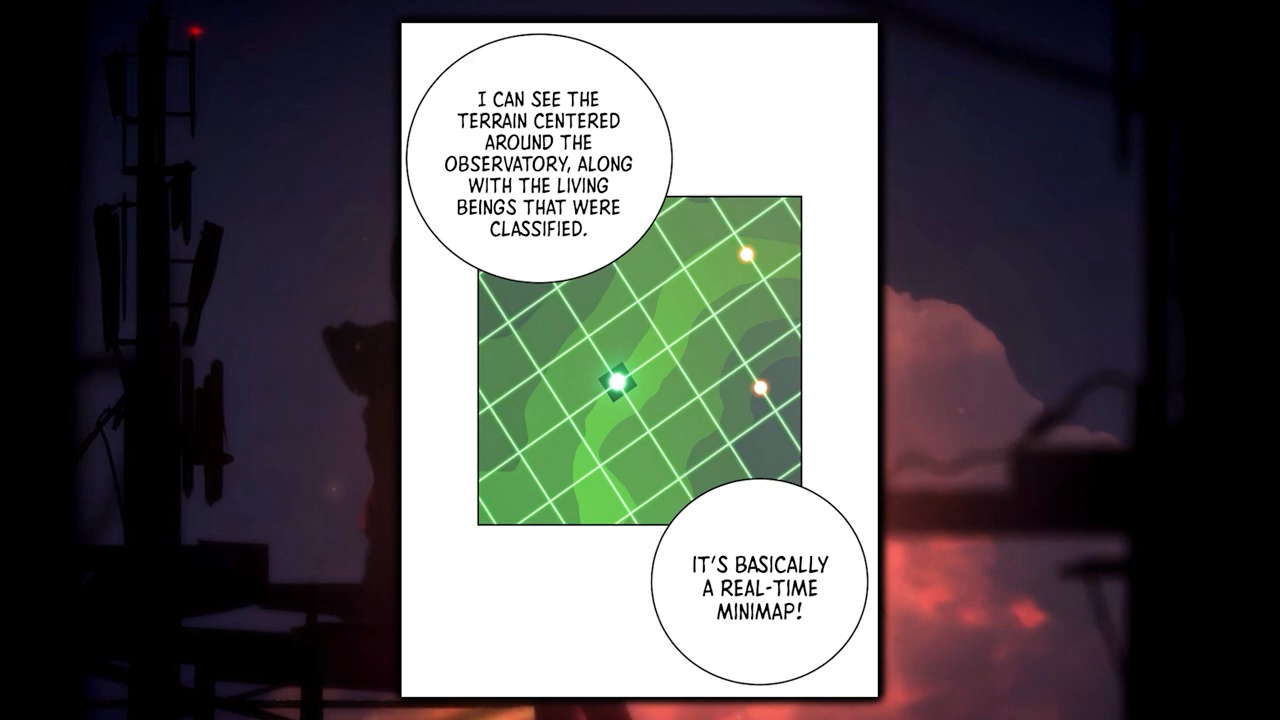 I CAN SEE THE
TERRAIN CENTERED
AROUND THE
OBSERVATORY, ALONG
WITH THE LIVING
BEINGS THAT WERE
CLASSIFIED.
IT'S BASICALLY
A REAL-TIME
MINIMAP!